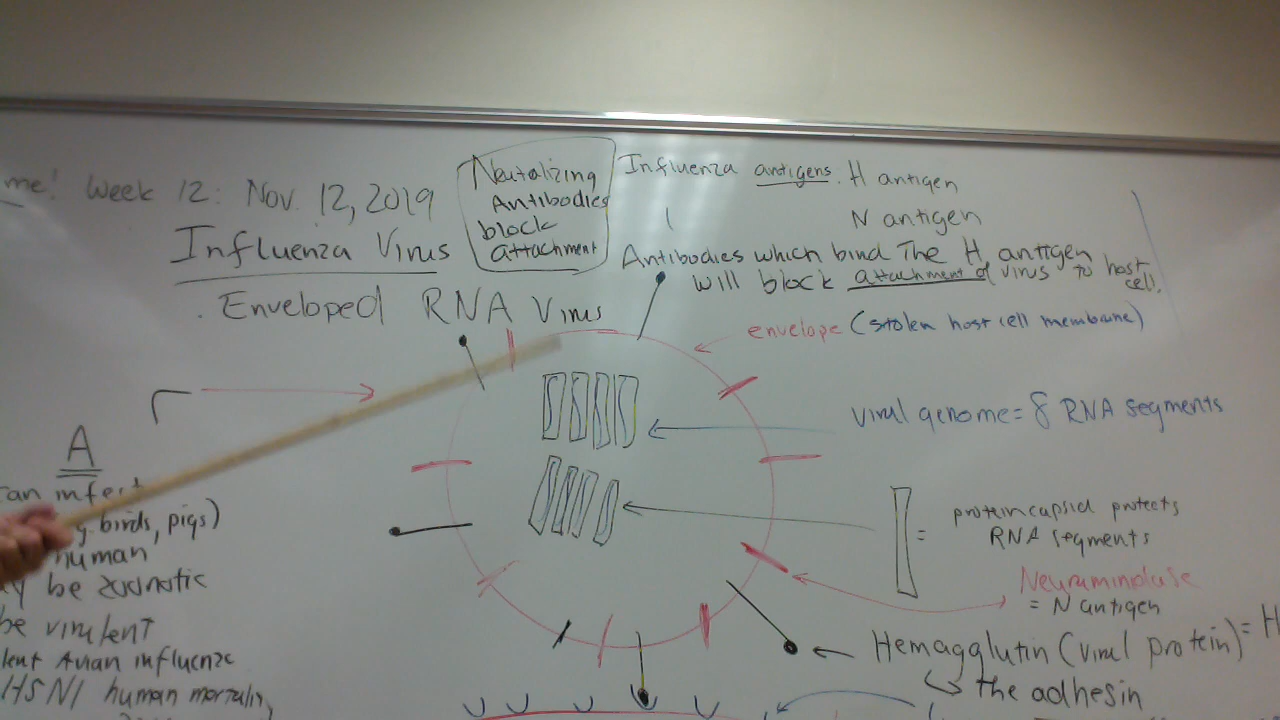 me! Week 12: Nov. 12, 2019
Influenza Virus
. Enveloped RNA Virus
Neutalizing
Antibodies
block
attachment
Influenza antigens. H antigen
N antigen
Antibodies which bind The H antigen
will block attachment of virus to host
cell.
envelope (stolen host cell membrane)
viral genome = 8 RNA segments
protein capsid protects
= RNA segments
Neuraminidase
= N antigen
Hemagglutin (viral protein) = H
↳ the adhesin
A
can infect
birds, pigs)
human
be zoonotic
be virulent
lent Avian influenze
H5N1 human mortality